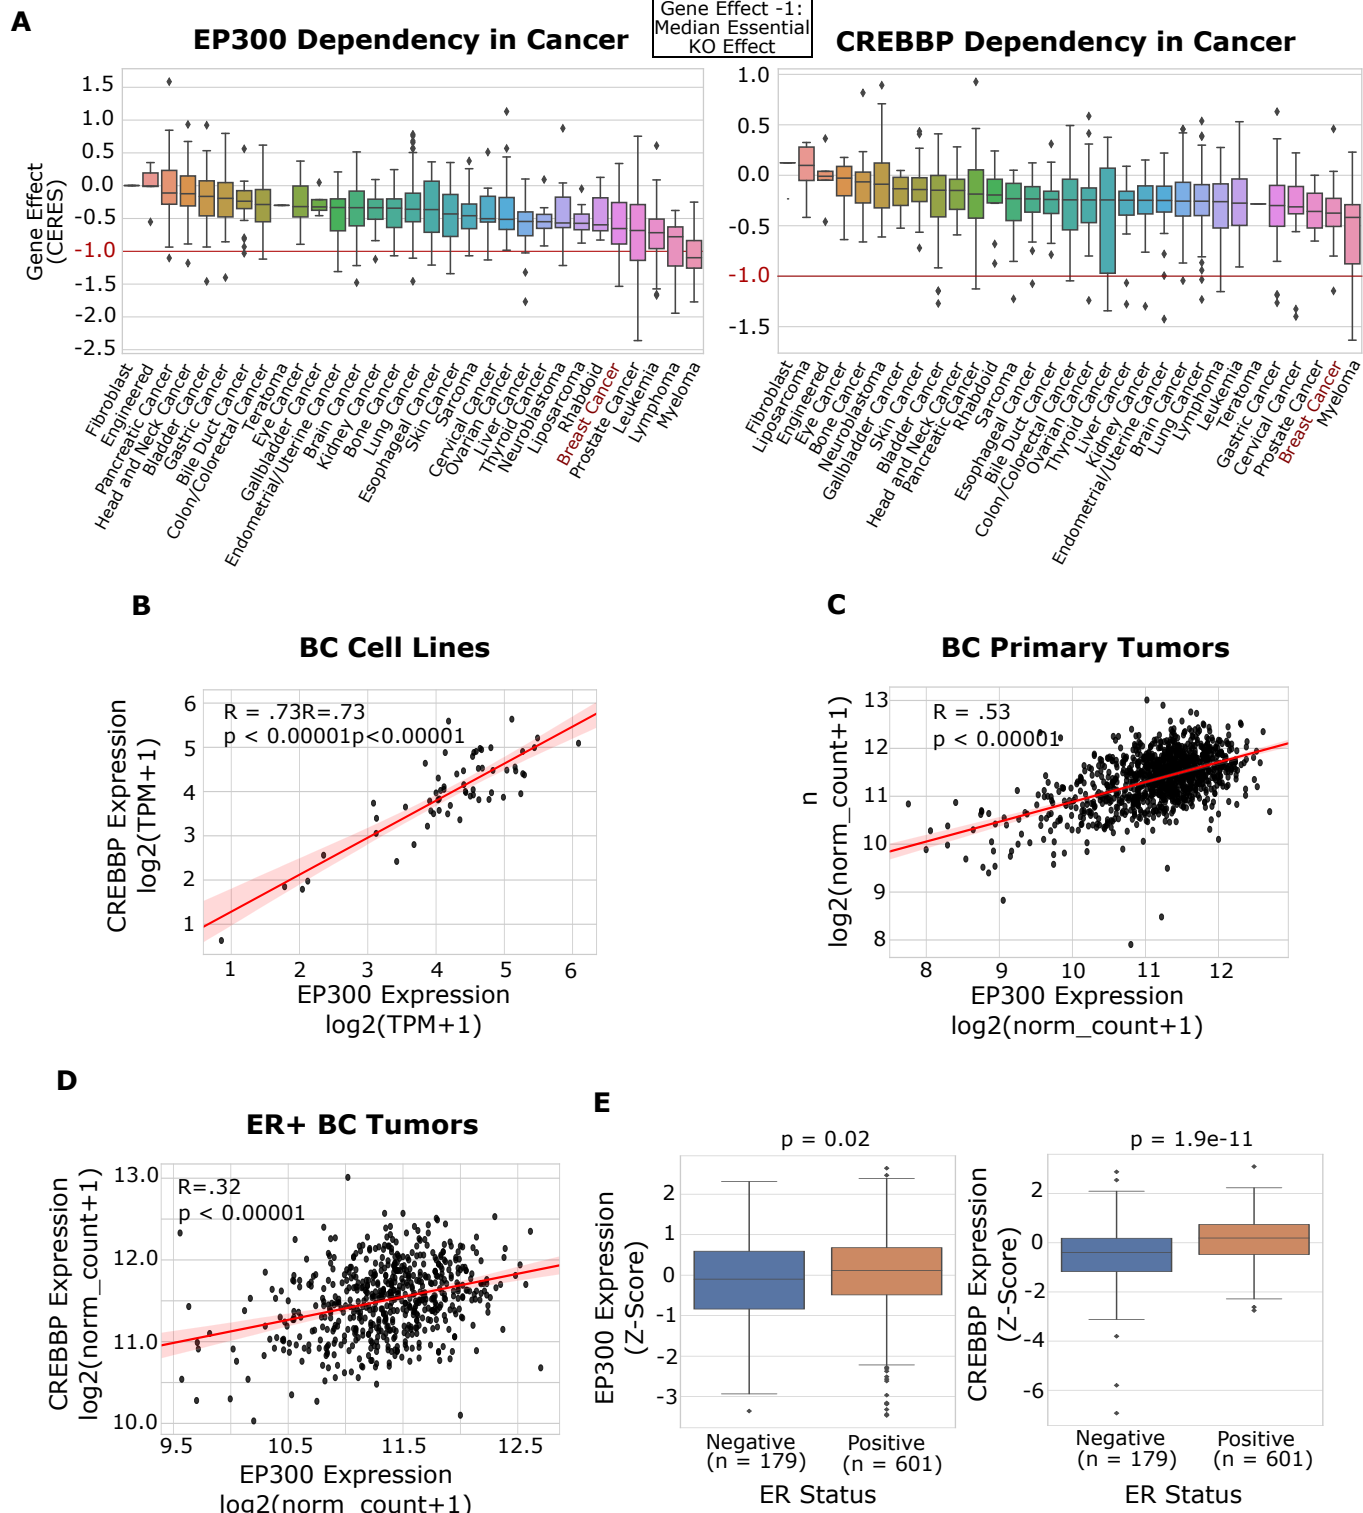 A
EP300 Dependency in Cancer
Gene Effect -1:
Median Essential
KO Effect
CREBBP Dependency in Cancer
Gene Effect
(CERES)
1.5
1.0
0.5
0.0
-0.5
-1.0
-1.5
-2.0
-2.5
Fibroblast
Engineered
Pancreatic Cancer
Head and Neck Cancer
Bladder Cancer
Gastric Cancer
Bile Duct Cancer
Colon/Colorectal Cancer
Teratoma
Eye Cancer
Gallbladder Cancer
Endometrial/Uterine Cancer
Brain Cancer
Kidney Cancer
Bone Cancer
Lung Cancer
Esophageal Cancer
Skin Cancer
Sarcoma
Cervical Cancer
Ovarian Cancer
Liver Cancer
Thyroid Cancer
Neuroblastoma
Liposarcoma
Rhabdoid
Breast Cancer
Prostate Cancer
Leukemia
Lymphoma
Myeloma
1.0
0.5
0.0
-0.5
-1.0
-1.5
Fibroblast
Liposarcoma
Engineered
Eye Cancer
Bone Cancer
Neuroblastoma
Gallbladder Cancer
Skin Cancer
Bladder Cancer
Head and Neck Cancer
Pancreatic Cancer
Rhabdoid
Sarcoma
Esophageal Cancer
Bile Duct Cancer
Colon/Colorectal Cancer
Ovarian Cancer
Thyroid Cancer
Liver Cancer
Kidney Cancer
Endometrial/Uterine Cancer
Brain Cancer
Lung Cancer
Lymphoma
Leukemia
Teratoma
Gastric Cancer
Cervical Cancer
Prostate Cancer
Breast Cancer
Myeloma
B
BC Cell Lines
R = .73R=.73
p < 0.00001p<0.00001
CREBBP Expression
log2(TPM+1)
6
5
4
3
2
1
1 2 3 4 5 6
EP300 Expression
log2(TPM+1)
C
BC Primary Tumors
R = .53
p < 0.00001
n
log2(norm_count+1)
13
12
11
10
9
8
8 9 10 11 12
EP300 Expression
log2(norm_count+1)
D
ER+ BC Tumors
R=.32
p < 0.00001
CREBBP Expression
log2(norm_count+1)
13.0
12.0
11.0
10.0
9.5 10.5 11.5 12.5
EP300 Expression
log2(norm_count+1)
E
p = 0.02
EP300 Expression
(Z-Score)
2
1
0
-1
-2
-3
Negative
(n = 179)
Positive
(n = 601)
ER Status
p = 1.9e-11
CREBBP Expression
(Z-Score)
2
0
-2
-4
-6
Negative
(n = 179)
Positive
(n = 601)
ER Status